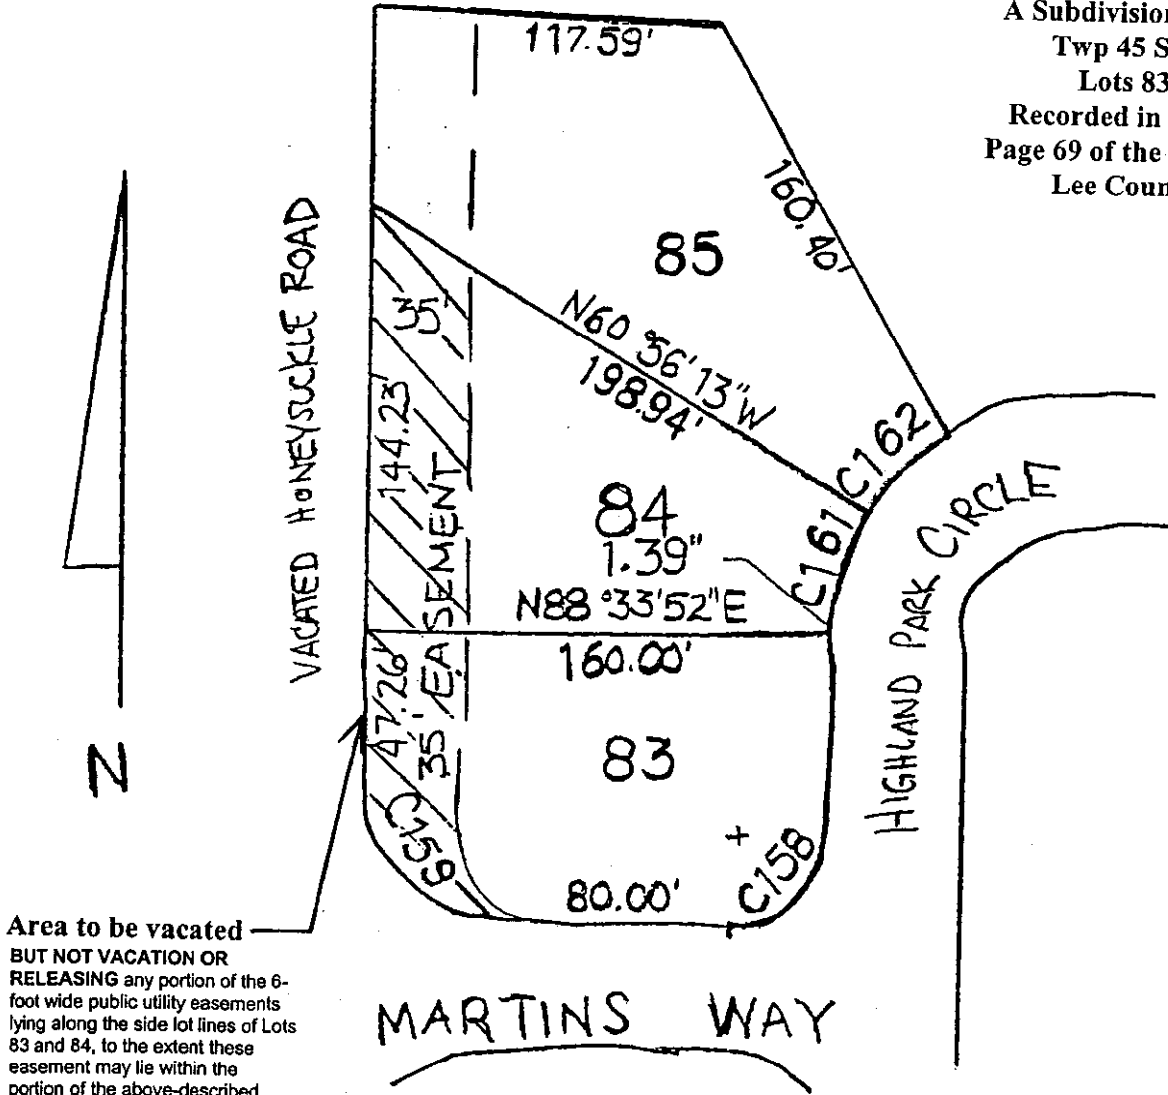 A Subdivision
Twp 45 S
Lots 83
Recorded in
Page 69 of the
Lee Coun
117.59'
160.40'
85
VACATED HONEYSUCKLE ROAD
35'
N60°36'13"W
198.94'
C162
144.23'
84
1.39"
C161
HIGHLAND PARK CIRCLE
N88°33'52"E
160.00'
35' EASEMENT
47.26'
83
N
C159
C158
80.00'
Area to be vacated
BUT NOT VACATION OR
RELEASING any portion of the 6-
foot wide public utility easements
lying along the side lot lines of Lots
83 and 84, to the extent these
easement may lie within the
portion of the above-described
MARTINS WAY